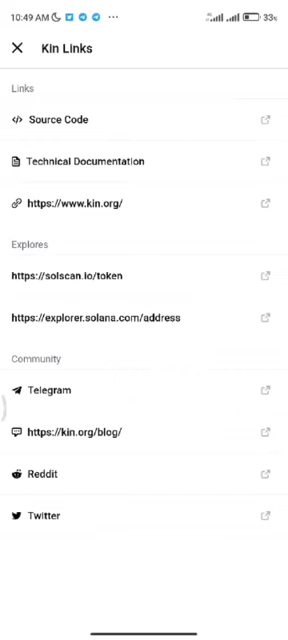 10:49 AM ... 33%
Kin Links
Links
Source Code
Technical Documentation
https://www.kin.org/
Explores
https://solscan.io/token
https://explorer.solana.com/address
Community
Telegram
https://kin.org/blog/
Reddit
Twitter